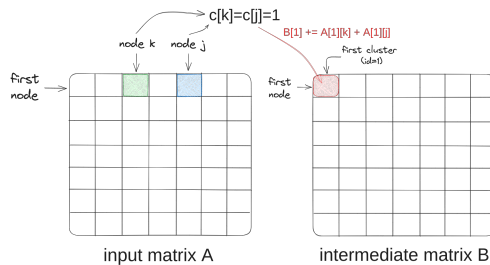 c[k]=c[j]=1
B[1] += A[1][k] + A[1][j]
node k
node j
first cluster
(id=1)
first
node
first
node
input matrix A
intermediate matrix B